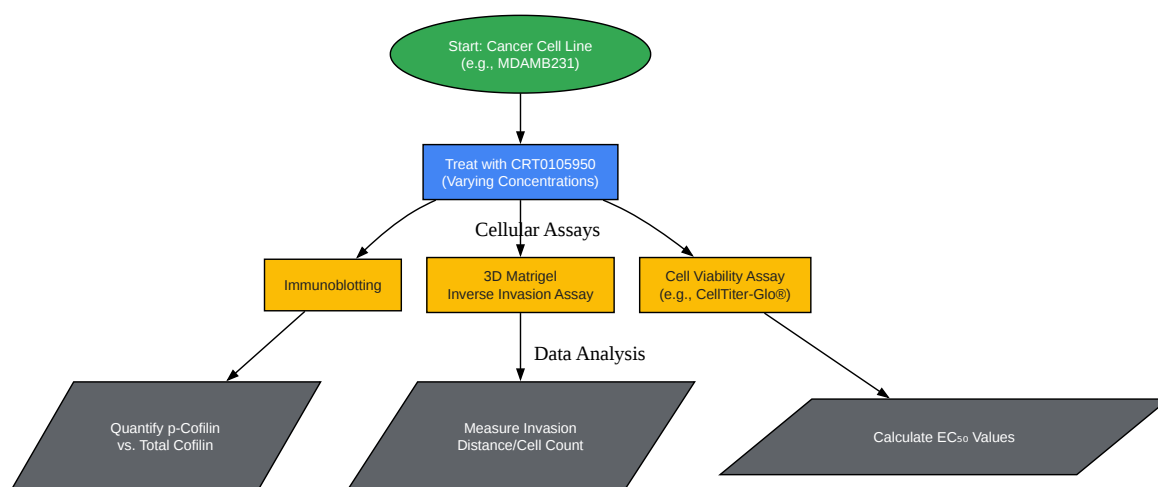 Start: Cancer Cell Line
(e.g., MDAMB231)
Treat with CRT0105950
(Varying Concentrations)
Cellular Assays
Immunoblotting
3D Matrigel
Inverse Invasion Assay
Cell Viability Assay
(e.g., CellTiter-Glo®)
Data Analysis
Quantify p-Cofilin
vs. Total Cofilin
Measure Invasion
Distance/Cell Count
Calculate EC₅₀ Values